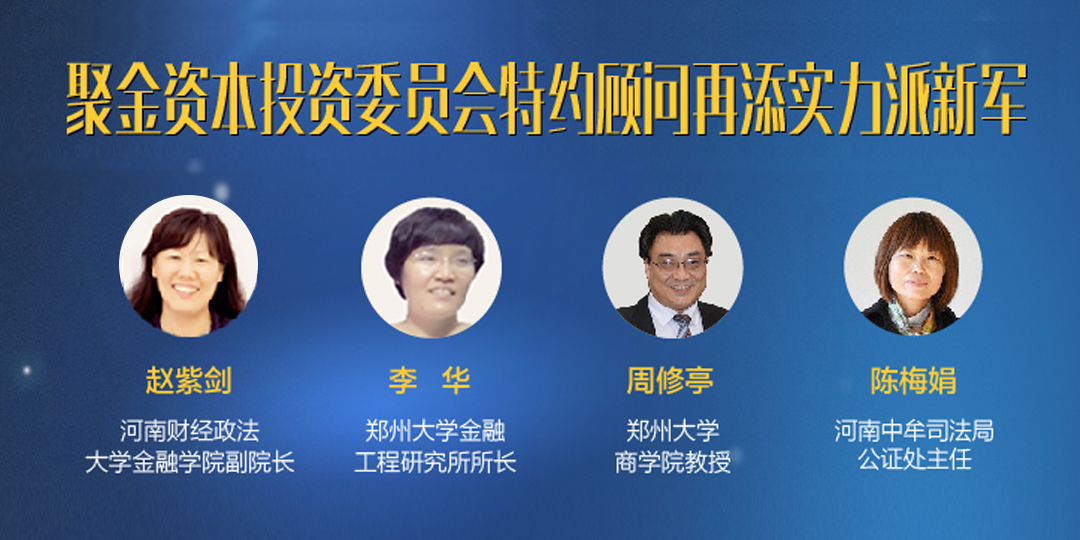 聚金资本投资委员会特约顾问再添实力派新军
赵紫剑
河南财经政法
大学金融学院副院长
李 华
郑州大学金融
工程研究所所长
周修亭
郑州大学
商学院教授
陈梅娟
河南中牟司法局
公证处主任